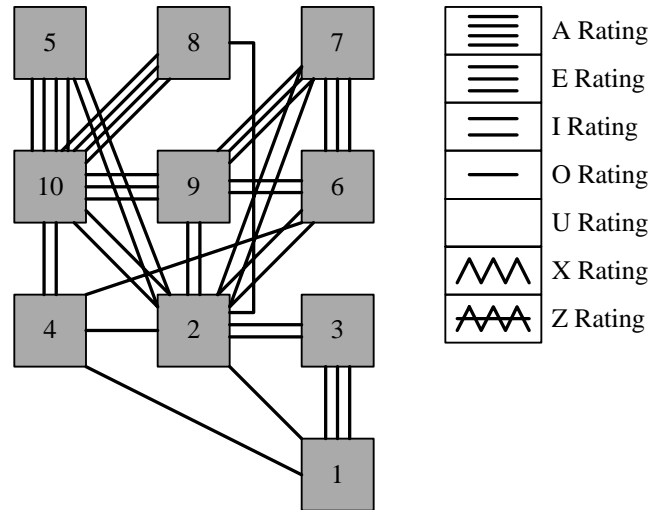 5 8 7
10 9 6
4 2 3
1
A Rating
E Rating
I Rating
O Rating
U Rating
X Rating
Z Rating